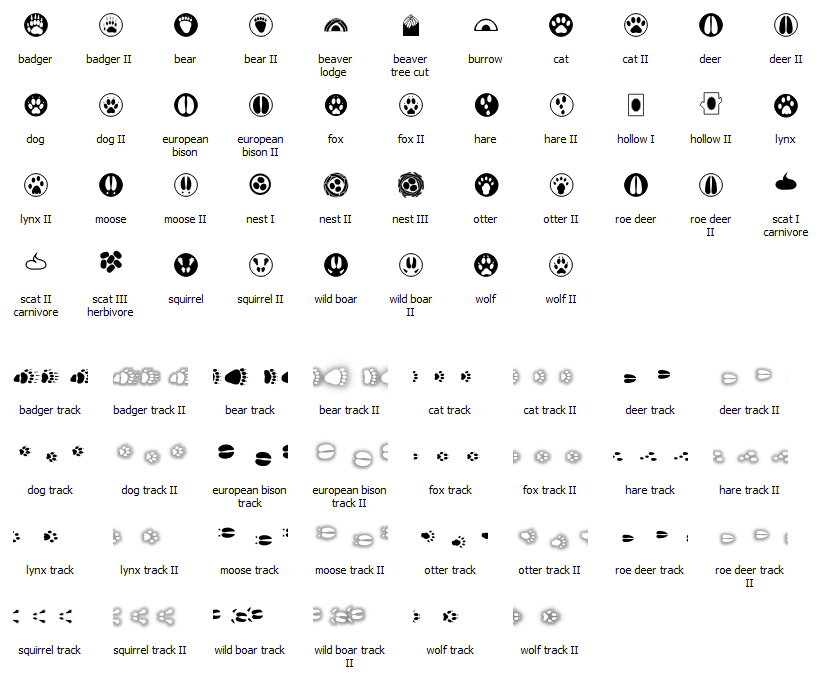 badger badger II bear bear II beaver beaver burrow cat cat II deer deer II
lodge tree cut
dog dog II european european fox fox II hare hare II hollow I hollow II lynx
bison bison II
lynx II moose moose II nest I nest II nest III otter otter II roe deer roe deer scat I
II carnivore
scat II scat III squirrel squirrel II wild boar wild boar wolf wolf II
carnivore herbivore II
badger track badger track II bear track bear track II cat track cat track II deer track deer track II
dog track dog track II european bison european bison fox track fox track II hare track hare track II
track track II
lynx track lynx track II moose track moose track II otter track otter track II roe deer track roe deer track
II
squirrel track squirrel track II wild boar track wild boar track wolf track wolf track II
II